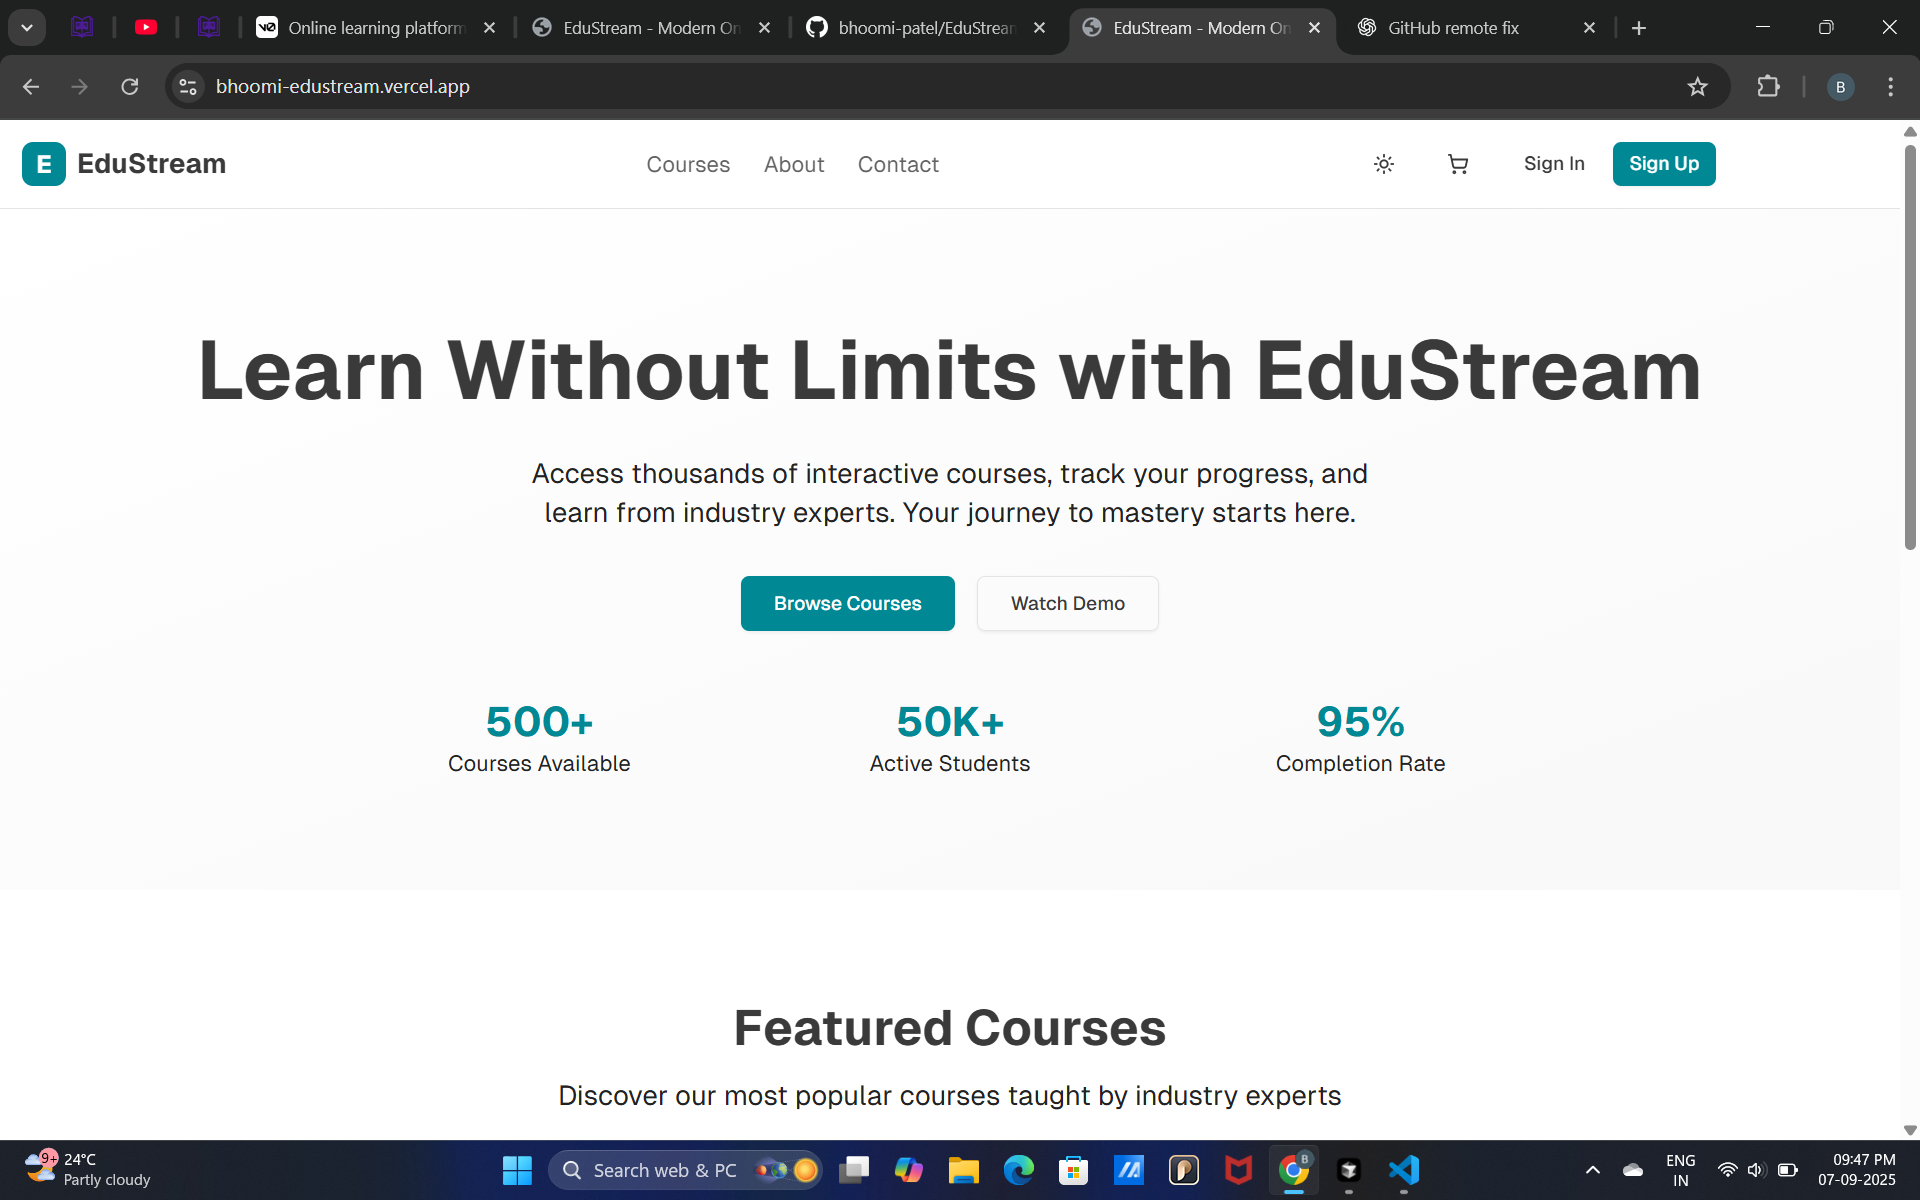 Online learning platform
EduStream - Modern On
bhoomi-patel/EduStream
EduStream - Modern On
GitHub remote fix
bhoomi-edustream.vercel.app
B
E
EduStream
Courses
About
Contact
Sign In
Sign Up
Learn Without Limits with EduStream
Access thousands of interactive courses, track your progress, and
learn from industry experts. Your journey to mastery starts here.
Browse Courses
Watch Demo
500+
Courses Available
50K+
Active Students
95%
Completion Rate
Featured Courses
Discover our most popular courses taught by industry experts
9+
24°C
Partly cloudy
Search web & PC
B
ENG
IN
09:47 PM
07-09-2025